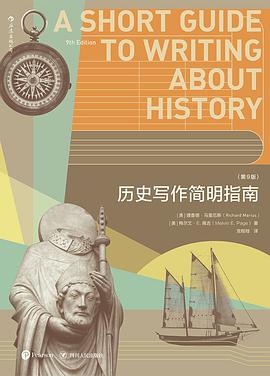 A SHORT GUIDE
TO WRITING
9th Edition
ABOUT
HISTORY
(第9版)
历史写作简明指南
[美] 理查德·马里厄斯 (Richard Marius)
[美] 梅尔文·E. 佩吉 (Melvin E. Page) 著
译
Pearson
四川人民出版社